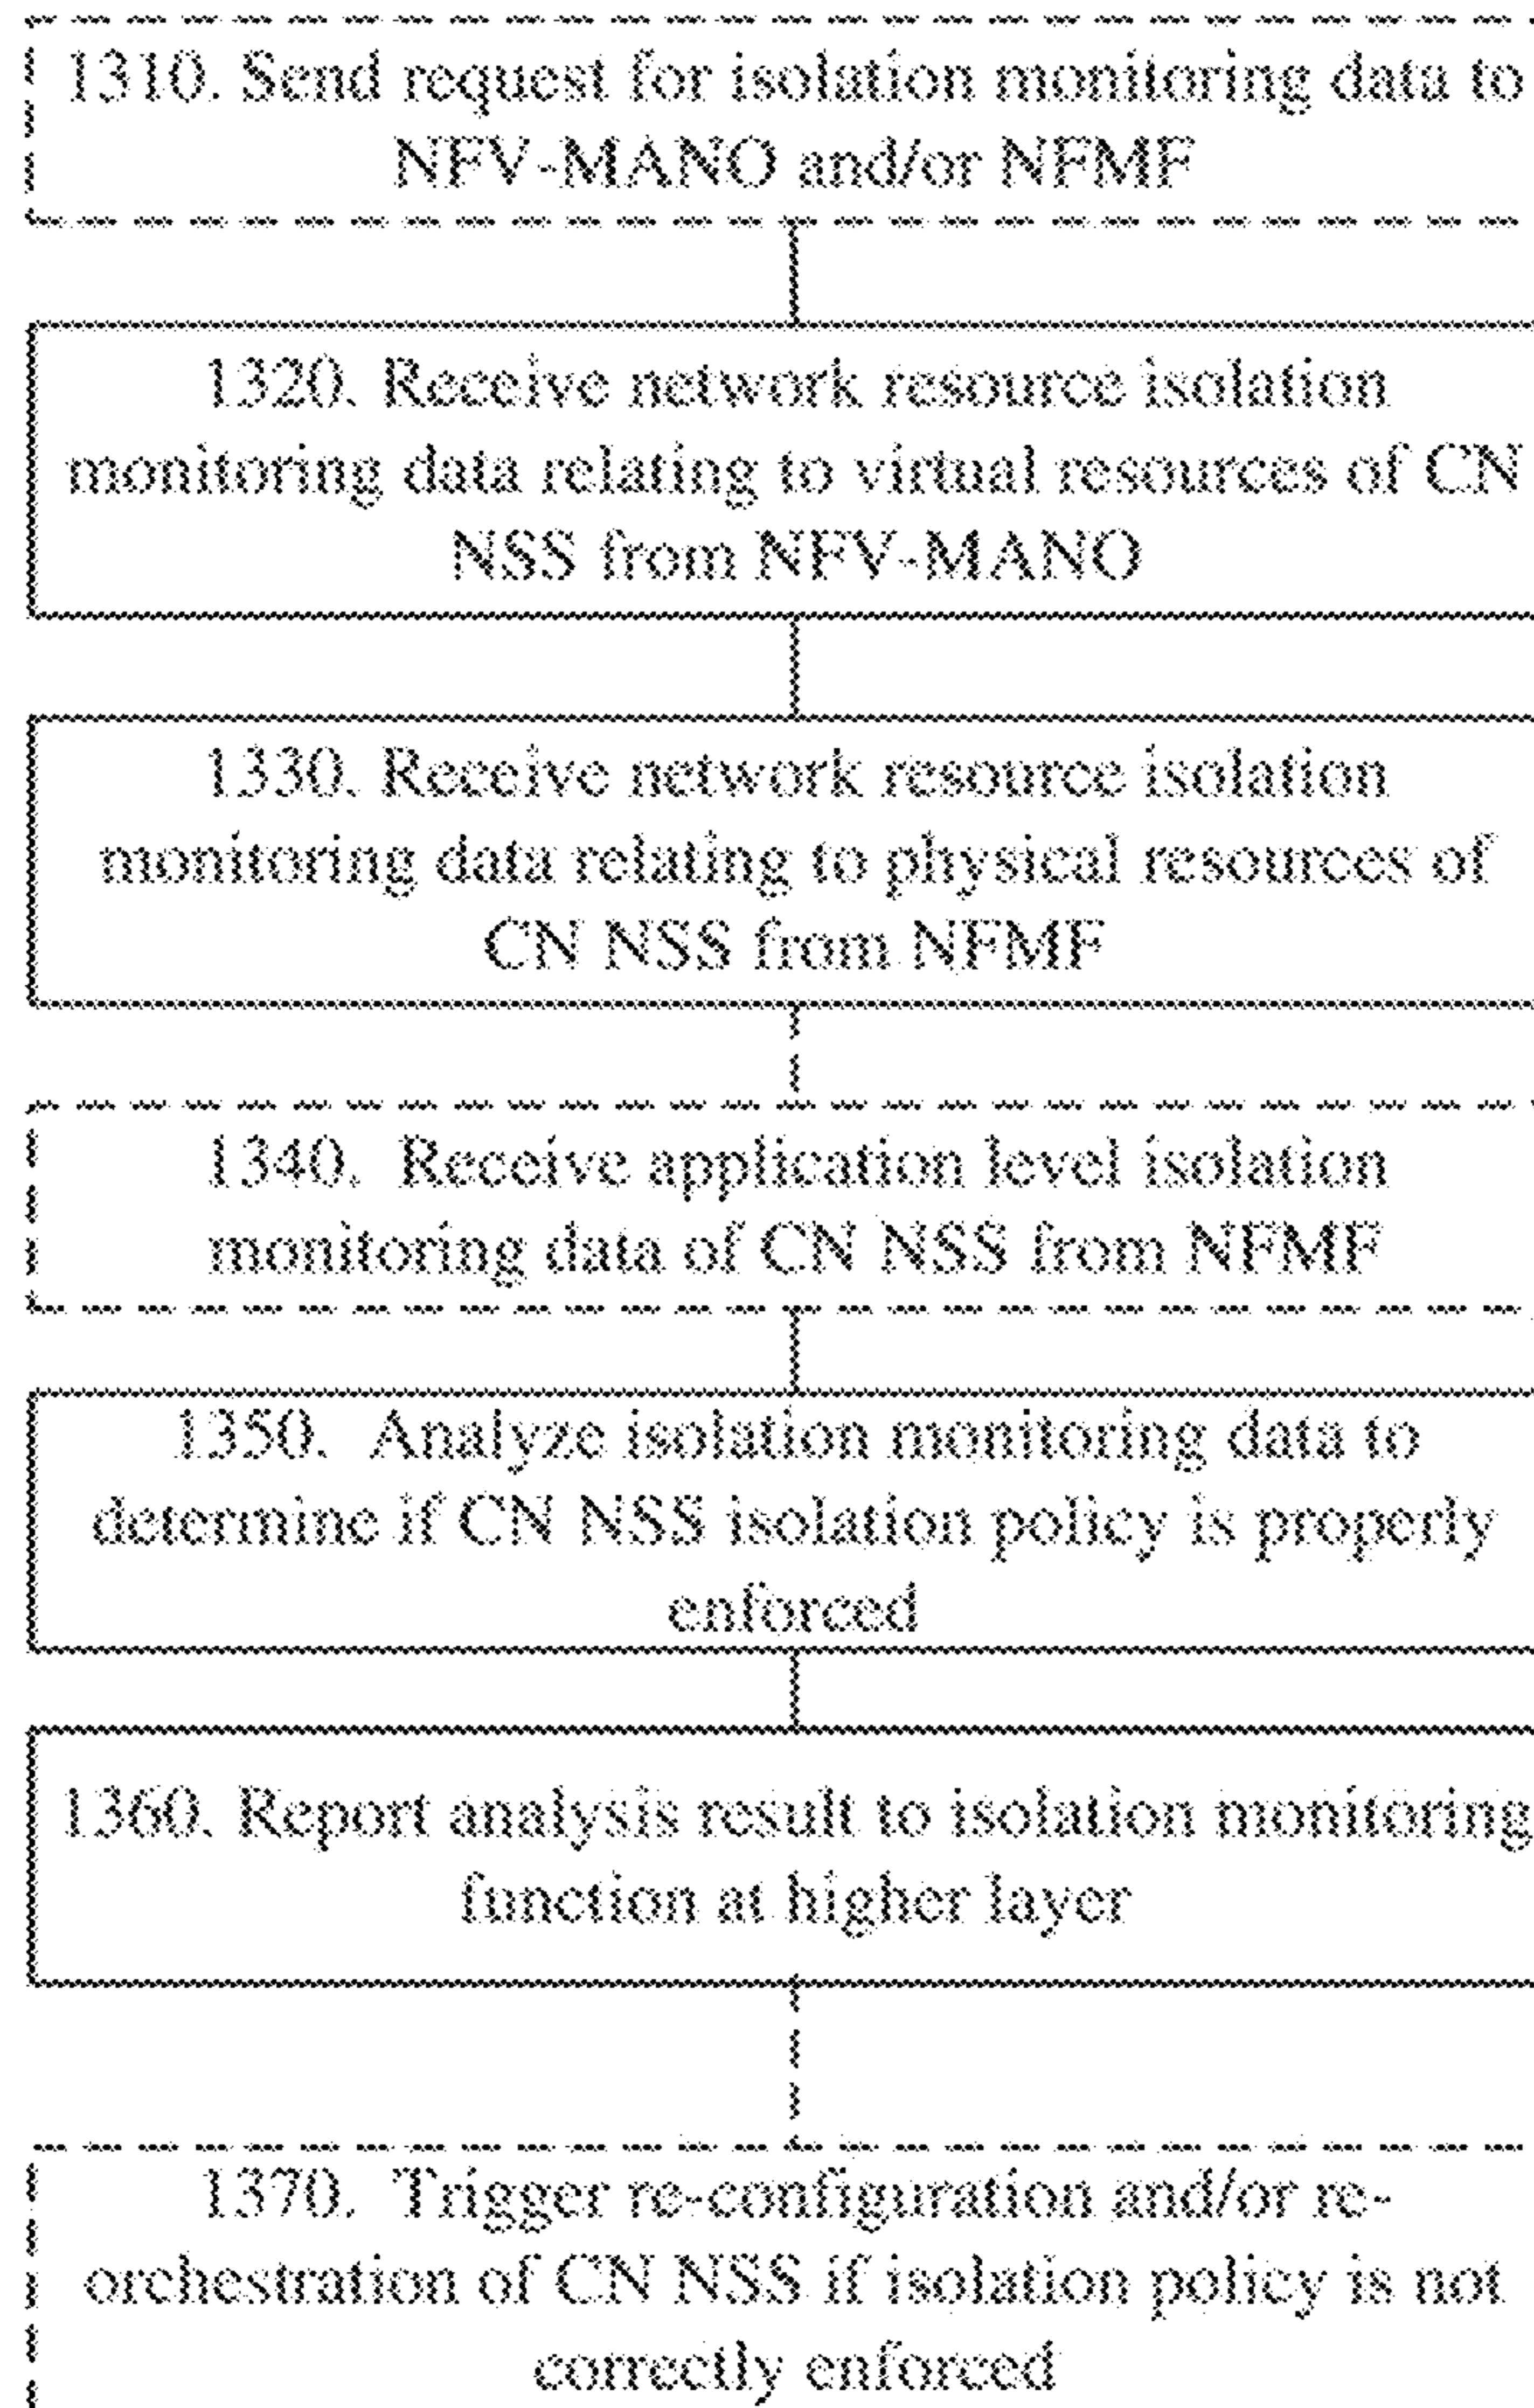 1310. Send request for isolation monitoring data to
NFV-MANO and/or NFMF
1320. Receive network resource isolation
monitoring data relating to virtual resources of CN
NSS from NFV-MANO
1330. Receive network resource isolation
monitoring data relating to physical resources of
CN NSS from NFMF
1340. Receive application level isolation
monitoring data of CN NSS from NFMF
1350. Analyze isolation monitoring data to
determine if CN NSS isolation policy is properly
enforced
1360. Report analysis result to isolation monitoring
function at higher layer
1370. Trigger re-configuration and/or re-
orchestration of CN NSS if isolation policy is not
correctly enforced